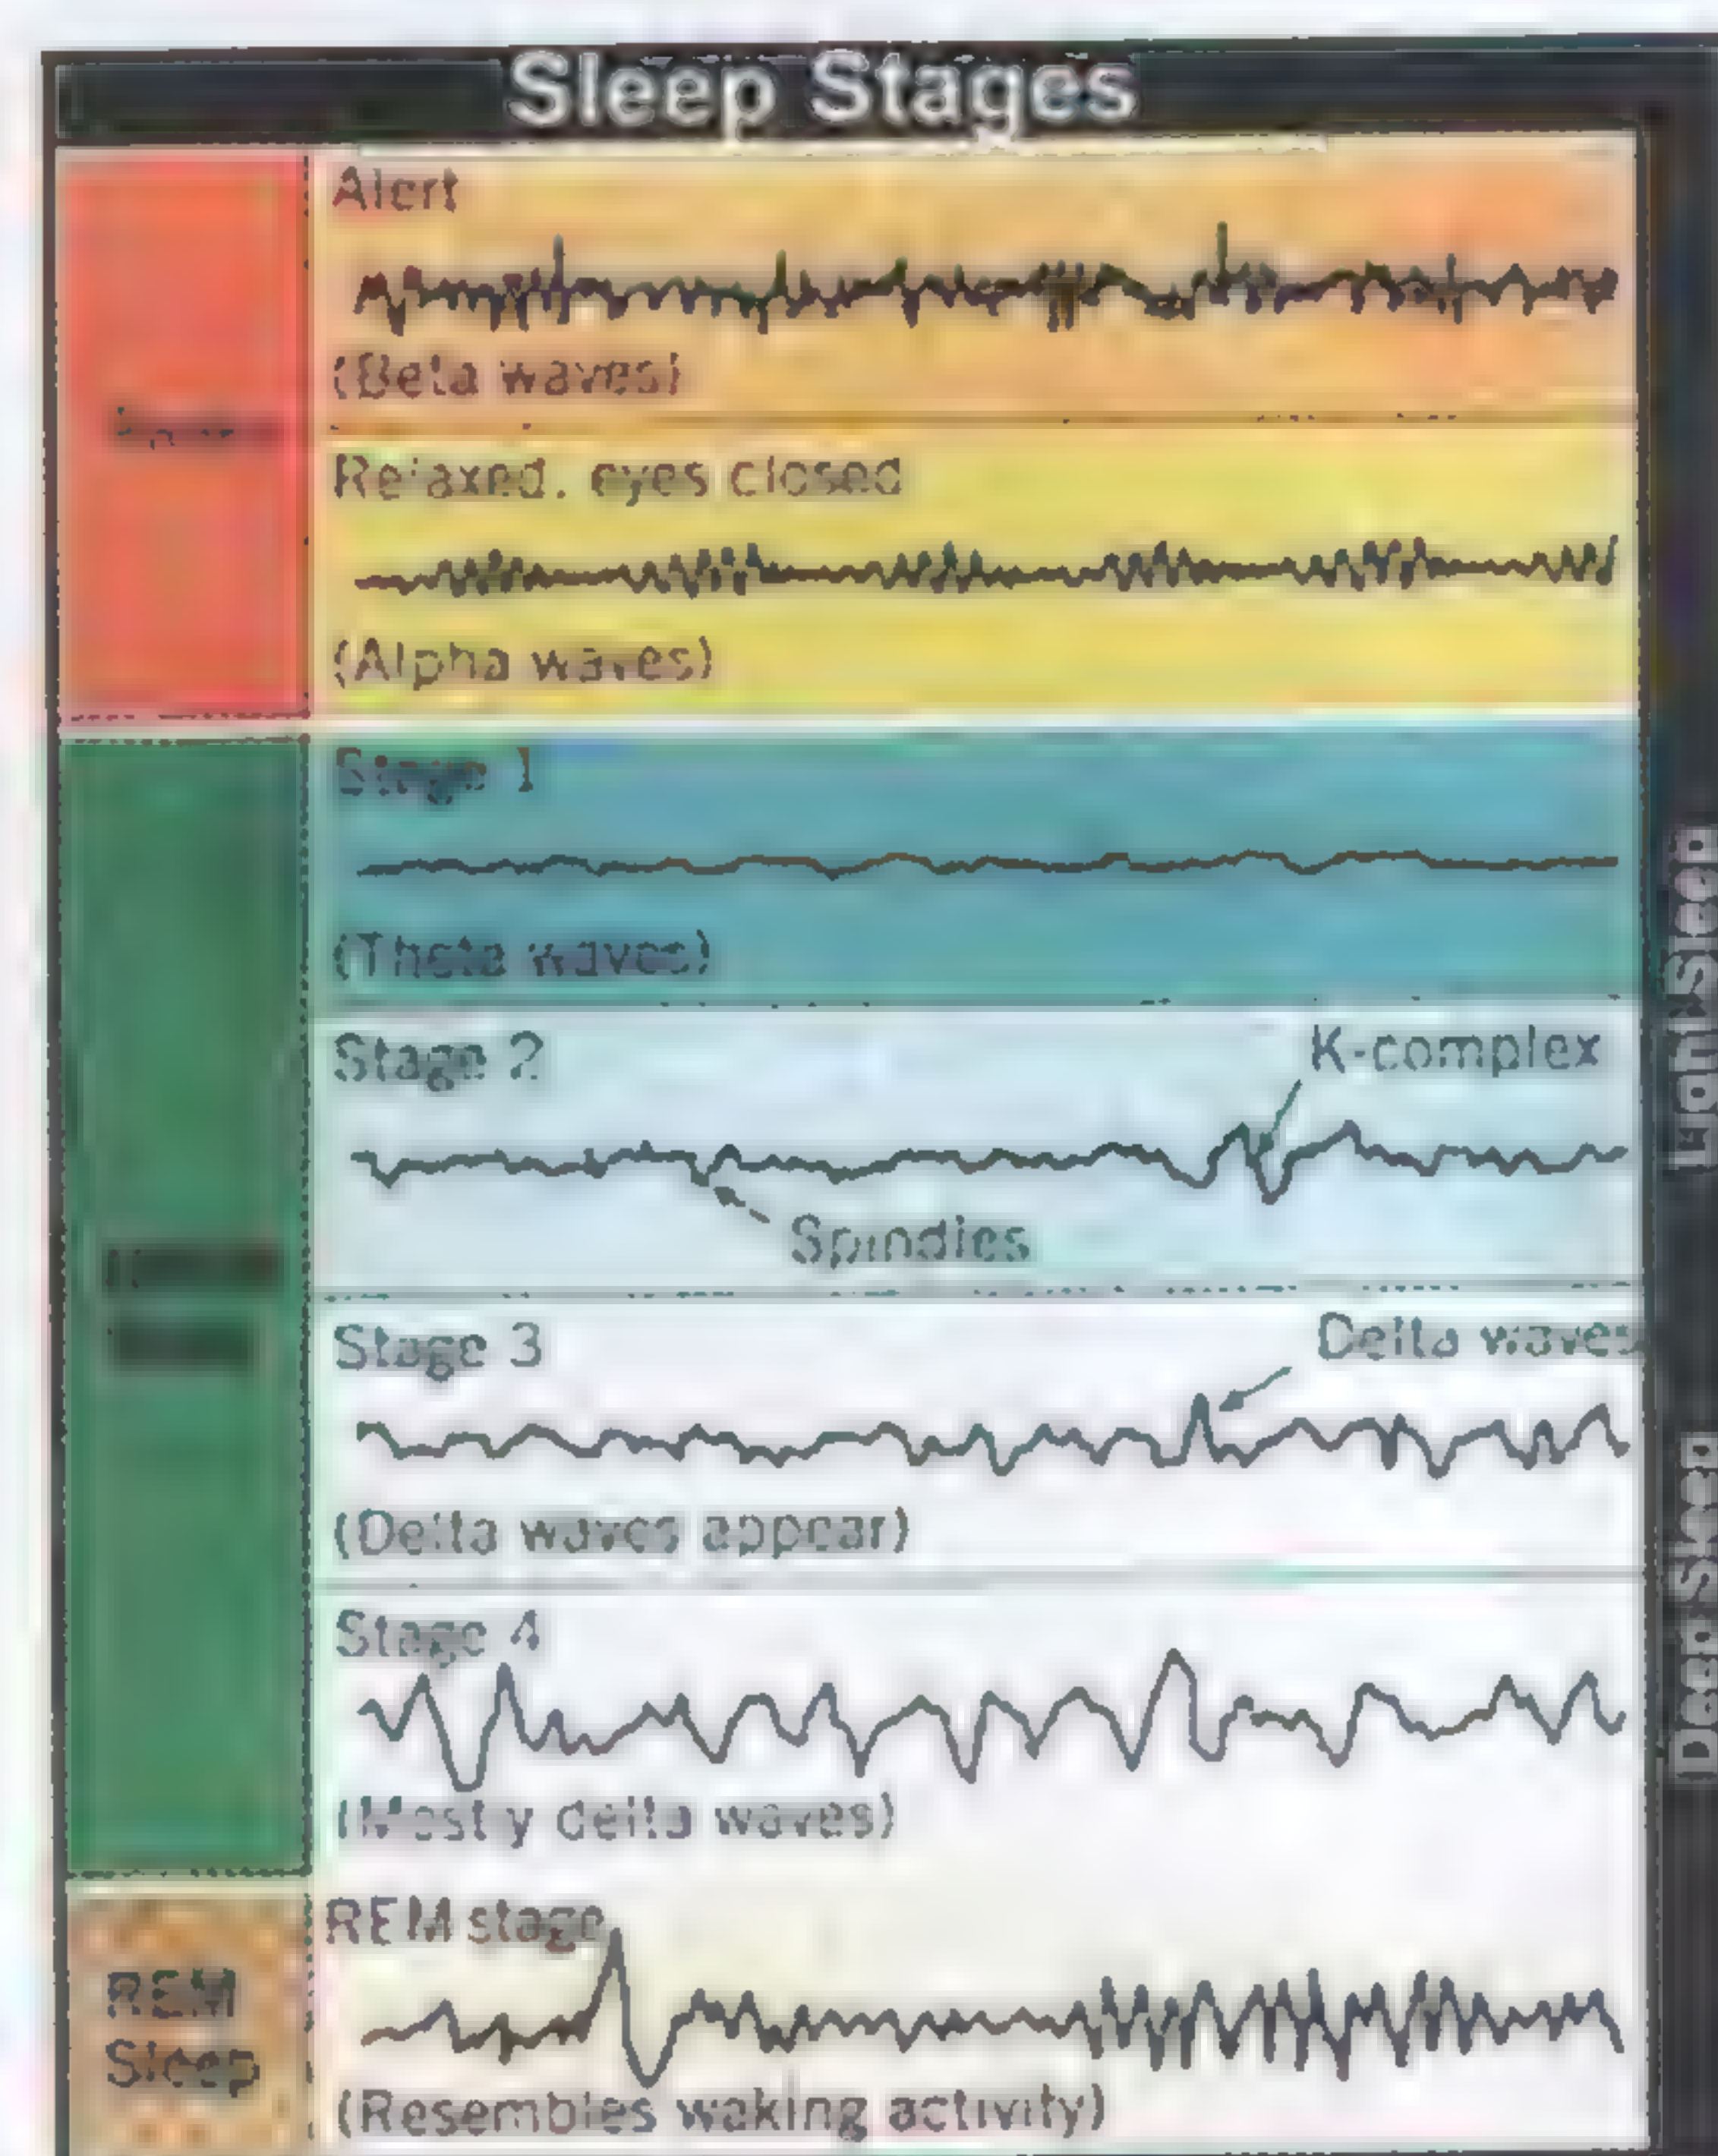 Sleep Stages
Alert
(Beta waves)
Relaxed, eyes closed
(Alpha waves)
Stage 1
(Theta waves)
Stage 2
K-complex
Spindles
Stage 3
Delta waves
(Delta waves appear)
Stage 4
(Mostly delta waves)
REM stage
REM
Sleep
(Resembles waking activity)
Light Sleep
Deep Sleep